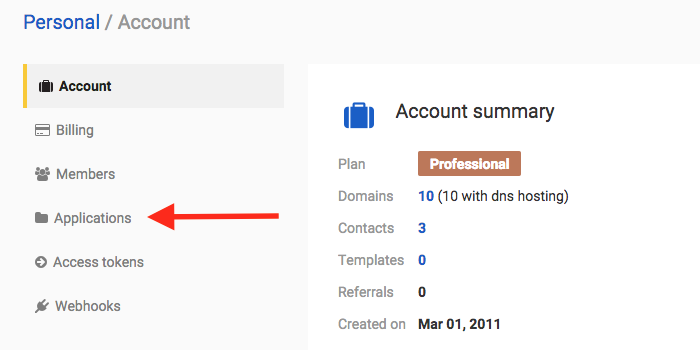 Personal / Account
Account
Billing
Members
Applications
Access tokens
Webhooks
Account summary
Plan Professional
Domains 10 (10 with dns hosting)
Contacts 3
Templates 0
Referrals 0
Created on Mar 01, 2011